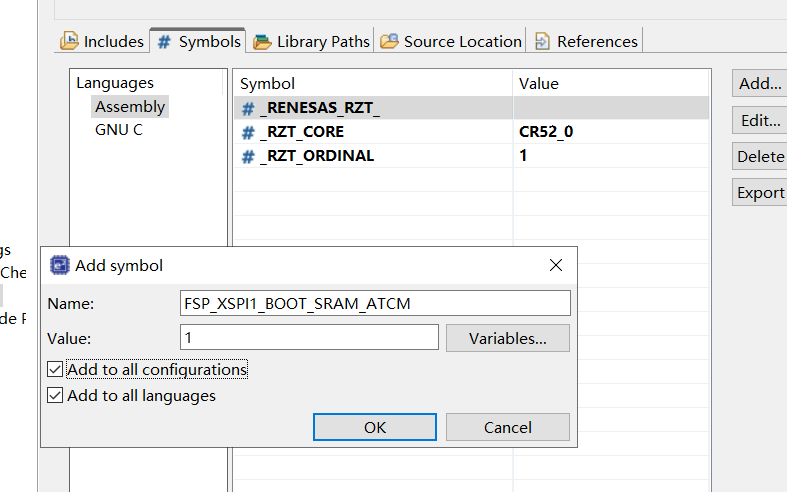 Includes # Symbols Library Paths Source Location References
Languages Symbol Value
Assembly # _RENESAS_RZT_
GNU C # _RZT_CORE CR52_0
# _RZT_ORDINAL 1
Add...
Edit...
Delete
Export
gs
Che
de P
Add symbol
Name: FSP_XSPI1_BOOT_SRAM_ATCM
Value: 1 Variables...
Add to all configurations
Add to all languages
OK Cancel